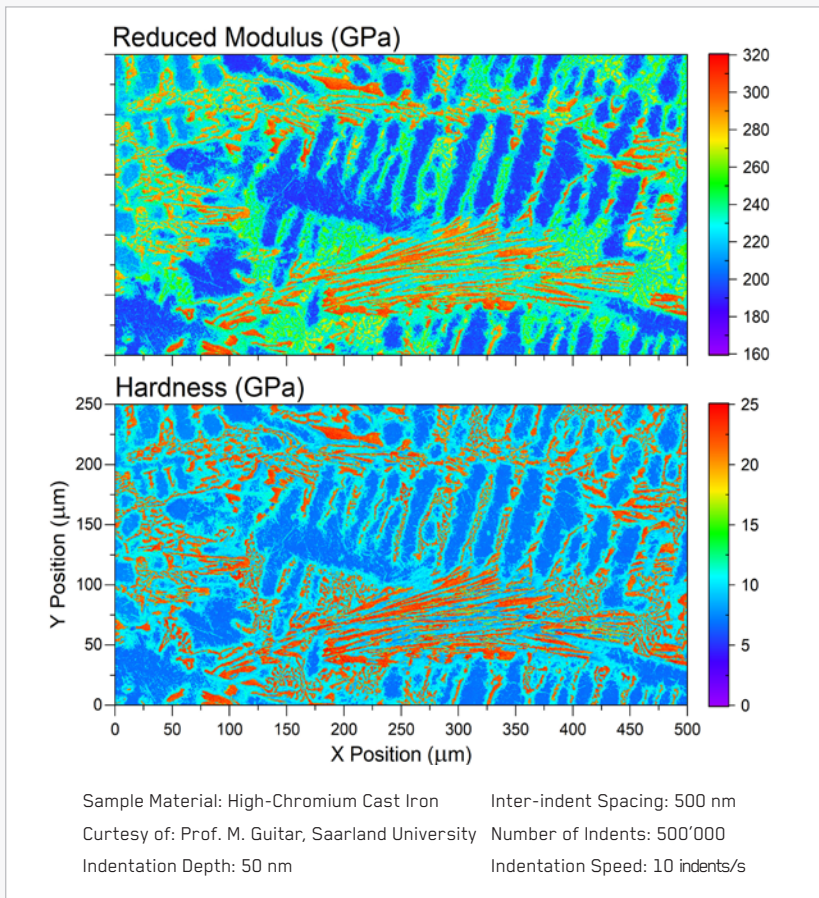 Reduced Modulus (GPa)
320
300
280
260
240
220
200
180
160
Hardness (GPa)
250
200
150
100
50
0
Y Position (μm)
25
20
15
10
5
0
0 50 100 150 200 250 300 350 400 450 500
X Position (μm)
Sample Material: High-Chromium Cast Iron
Curtesy of: Prof. M. Guitar, Saarland University
Indentation Depth: 50 nm
Inter-indent Spacing: 500 nm
Number of Indents: 500'000
Indentation Speed: 10 indents/s